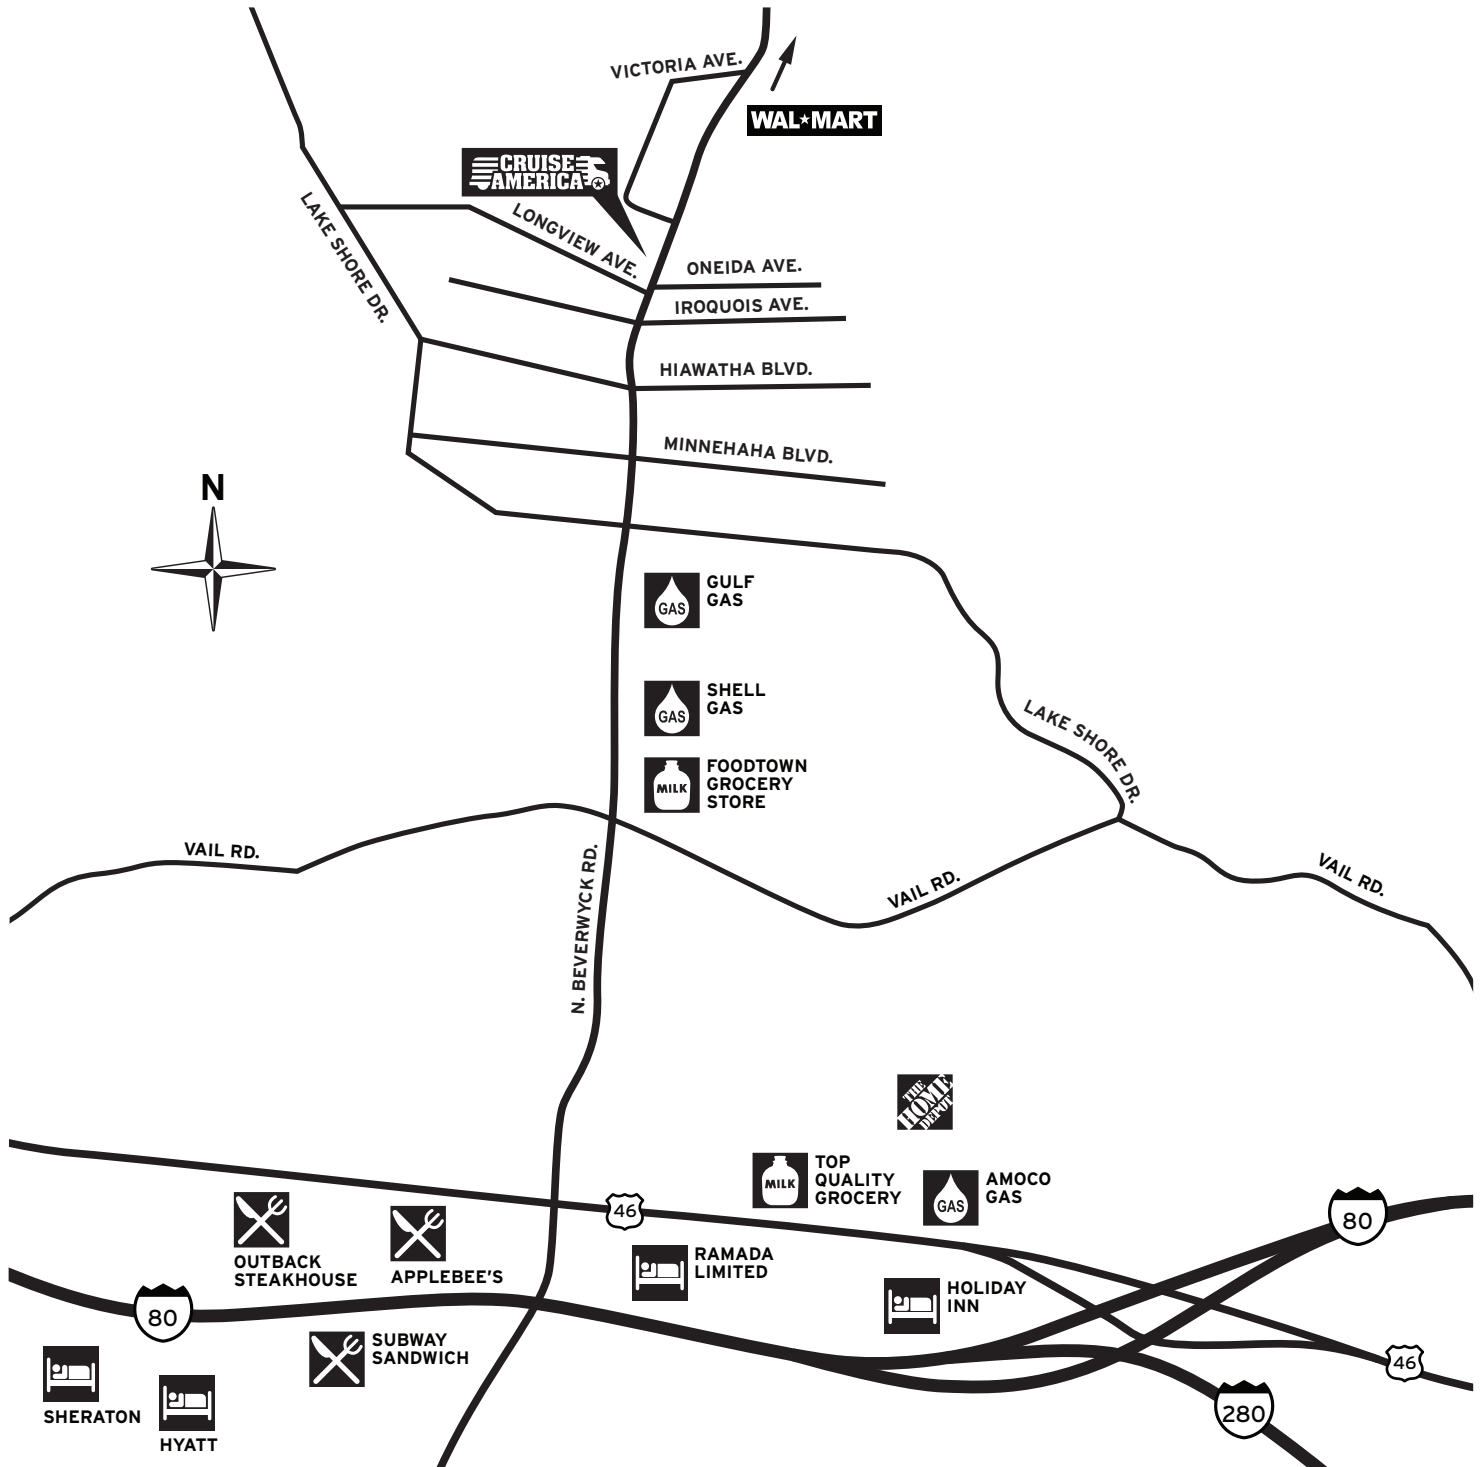 VICTORIA AVE.
WAL★MART
CRUISE
AMERICA
LAKE SHORE DR.
LONGVIEW AVE.
ONEIDA AVE.
IROQUOIS AVE.
HIAWATHA BLVD.
MINNEHAHA BLVD.
N
GAS
GULF
GAS
GAS
SHELL
GAS
MILK
FOODTOWN
GROCERY
STORE
LAKE SHORE DR.
VAIL RD.
N. BEVERWYCK RD.
VAIL RD.
VAIL RD.
THE
HOME
DEPOT
MILK
TOP
QUALITY
GROCERY
GAS
AMOCO
GAS
46
80
OUTBACK
STEAKHOUSE
APPLEBEE'S
RAMADA
LIMITED
HOLIDAY
INN
80
SUBWAY
SANDWICH
46
280
SHERATON
HYATT